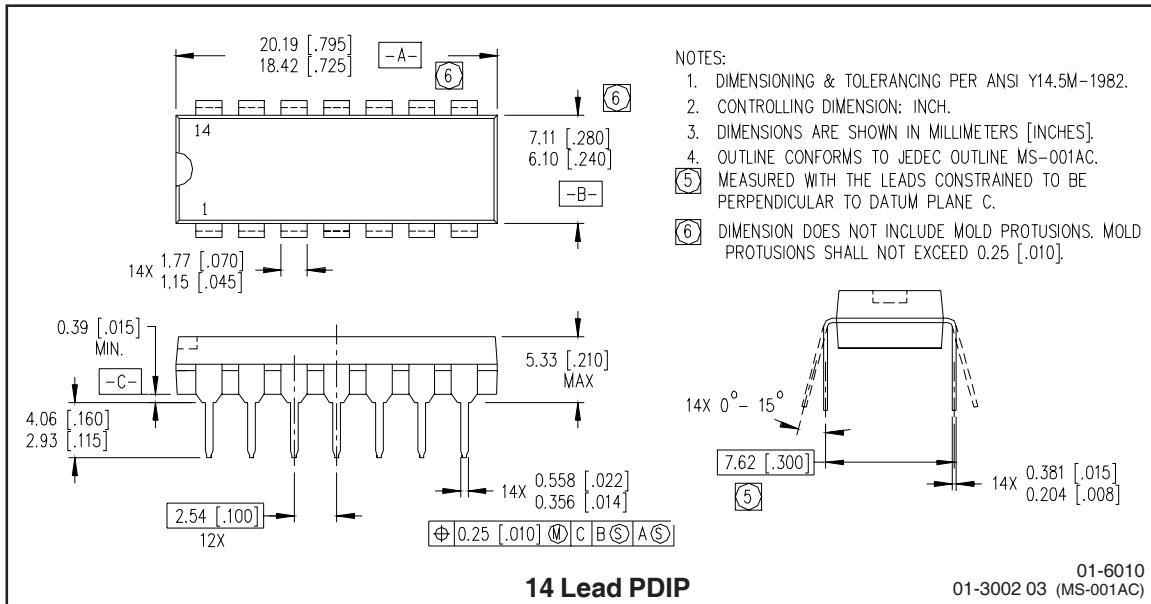 20.19 [.795]
18.42 [.725]
-A-
6
6
14
1
7.11 [.280]
6.10 [.240]
-B-
14X 1.77 [.070]
1.15 [.045]
NOTES:
1. DIMENSIONING & TOLERANCING PER ANSI Y14.5M-1982.
2. CONTROLLING DIMENSION: INCH.
3. DIMENSIONS ARE SHOWN IN MILLIMETERS [INCHES].
4. OUTLINE CONFORMS TO JEDEC OUTLINE MS-001AC.
5 MEASURED WITH THE LEADS CONSTRAINED TO BE
PERPENDICULAR TO DATUM PLANE C.
6 DIMENSION DOES NOT INCLUDE MOLD PROTUSIONS. MOLD
PROTUSIONS SHALL NOT EXCEED 0.25 [.010].
0.39 [.015]
MIN.
-C-
4.06 [.160]
2.93 [.115]
5.33 [.210]
MAX
2.54 [.100]
12X
14X 0.558 [.022]
0.356 [.014]
⌖ 0.25 [.010] Ⓜ C B Ⓢ A Ⓢ
14X 0°- 15°
7.62 [.300]
5
14X 0.381 [.015]
0.204 [.008]
14 Lead PDIP
01-6010
01-3002 03 (MS-001AC)